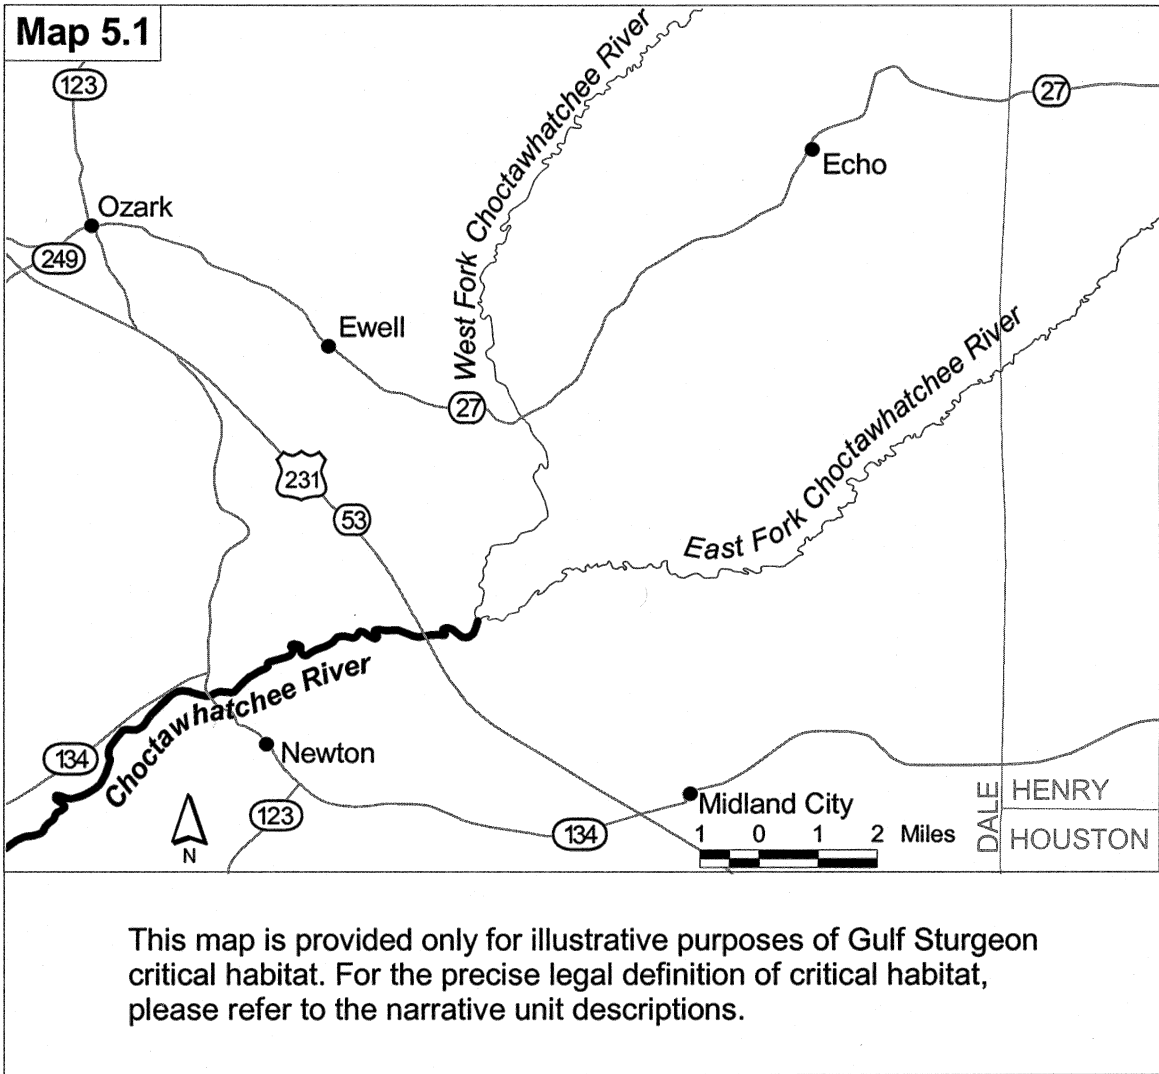 Map 5.1
123
West Fork Choctawhatchee River
27
Echo
Ozark
249
Ewell
27
East Fork Choctawhatchee River
231
53
Choctawhatchee River
134
Newton
123
N
134
Midland City
1 0 1 2 Miles
DALE
HENRY
HOUSTON
This map is provided only for illustrative purposes of Gulf Sturgeon
critical habitat. For the precise legal definition of critical habitat,
please refer to the narrative unit descriptions.